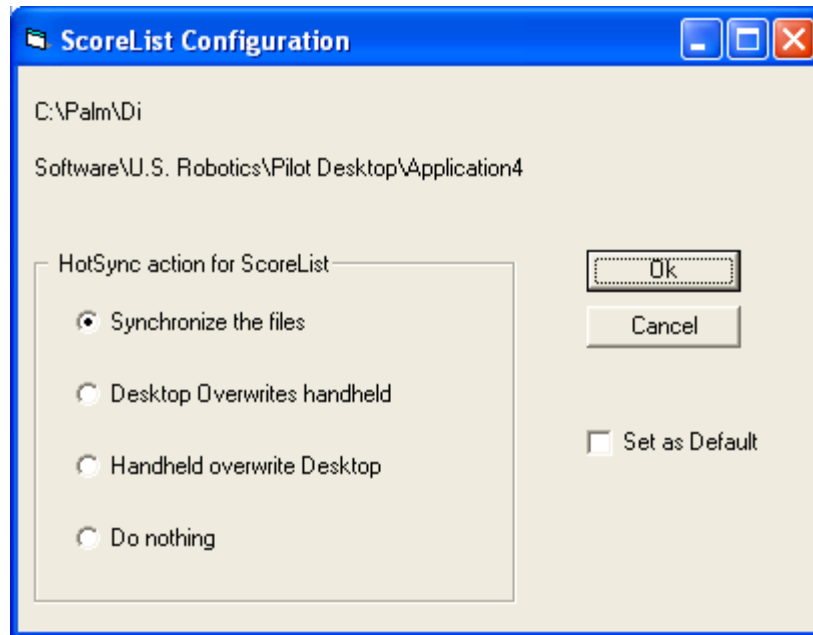 ScoreList Configuration
C:\Palm\Di
Software\U.S. Robotics\Pilot Desktop\Application4
HotSync action for ScoreList
Synchronize the files
Desktop Overwrites handheld
Handheld overwrite Desktop
Do nothing
Ok
Cancel
Set as Default